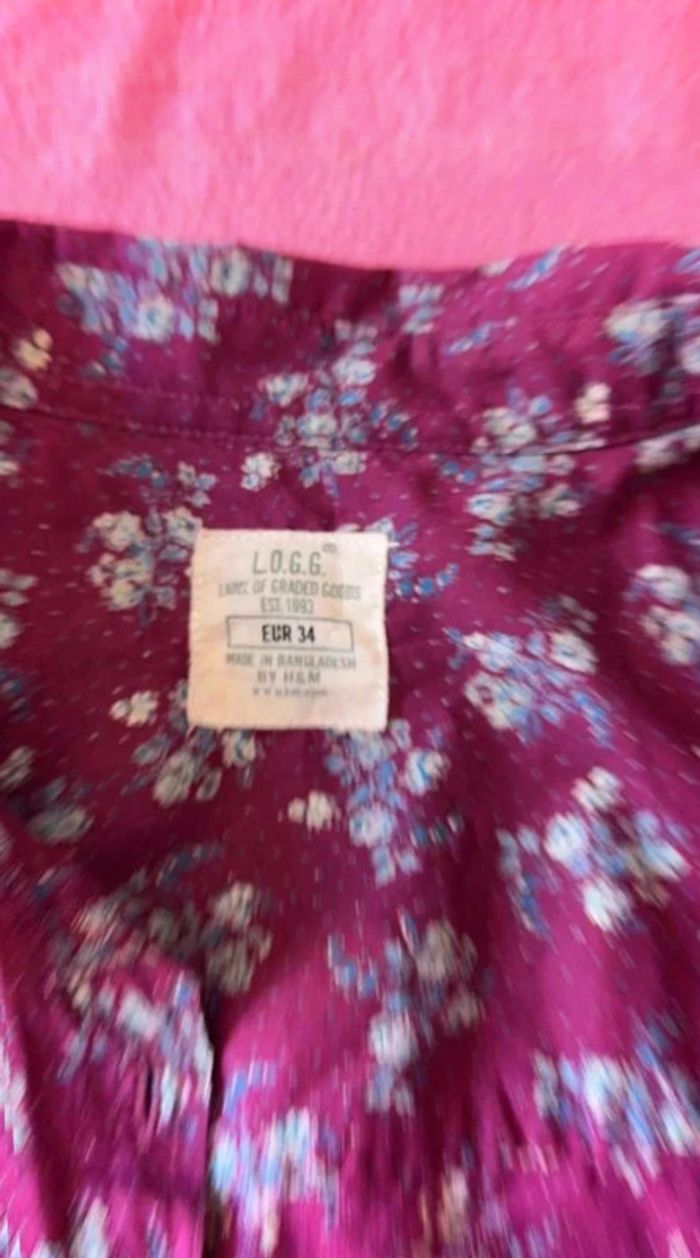 L.O.G.G.
LABEL OF GRADED GOODS
EST. 1993
EUR 34
MADE IN BANGLADESH
BY H&M